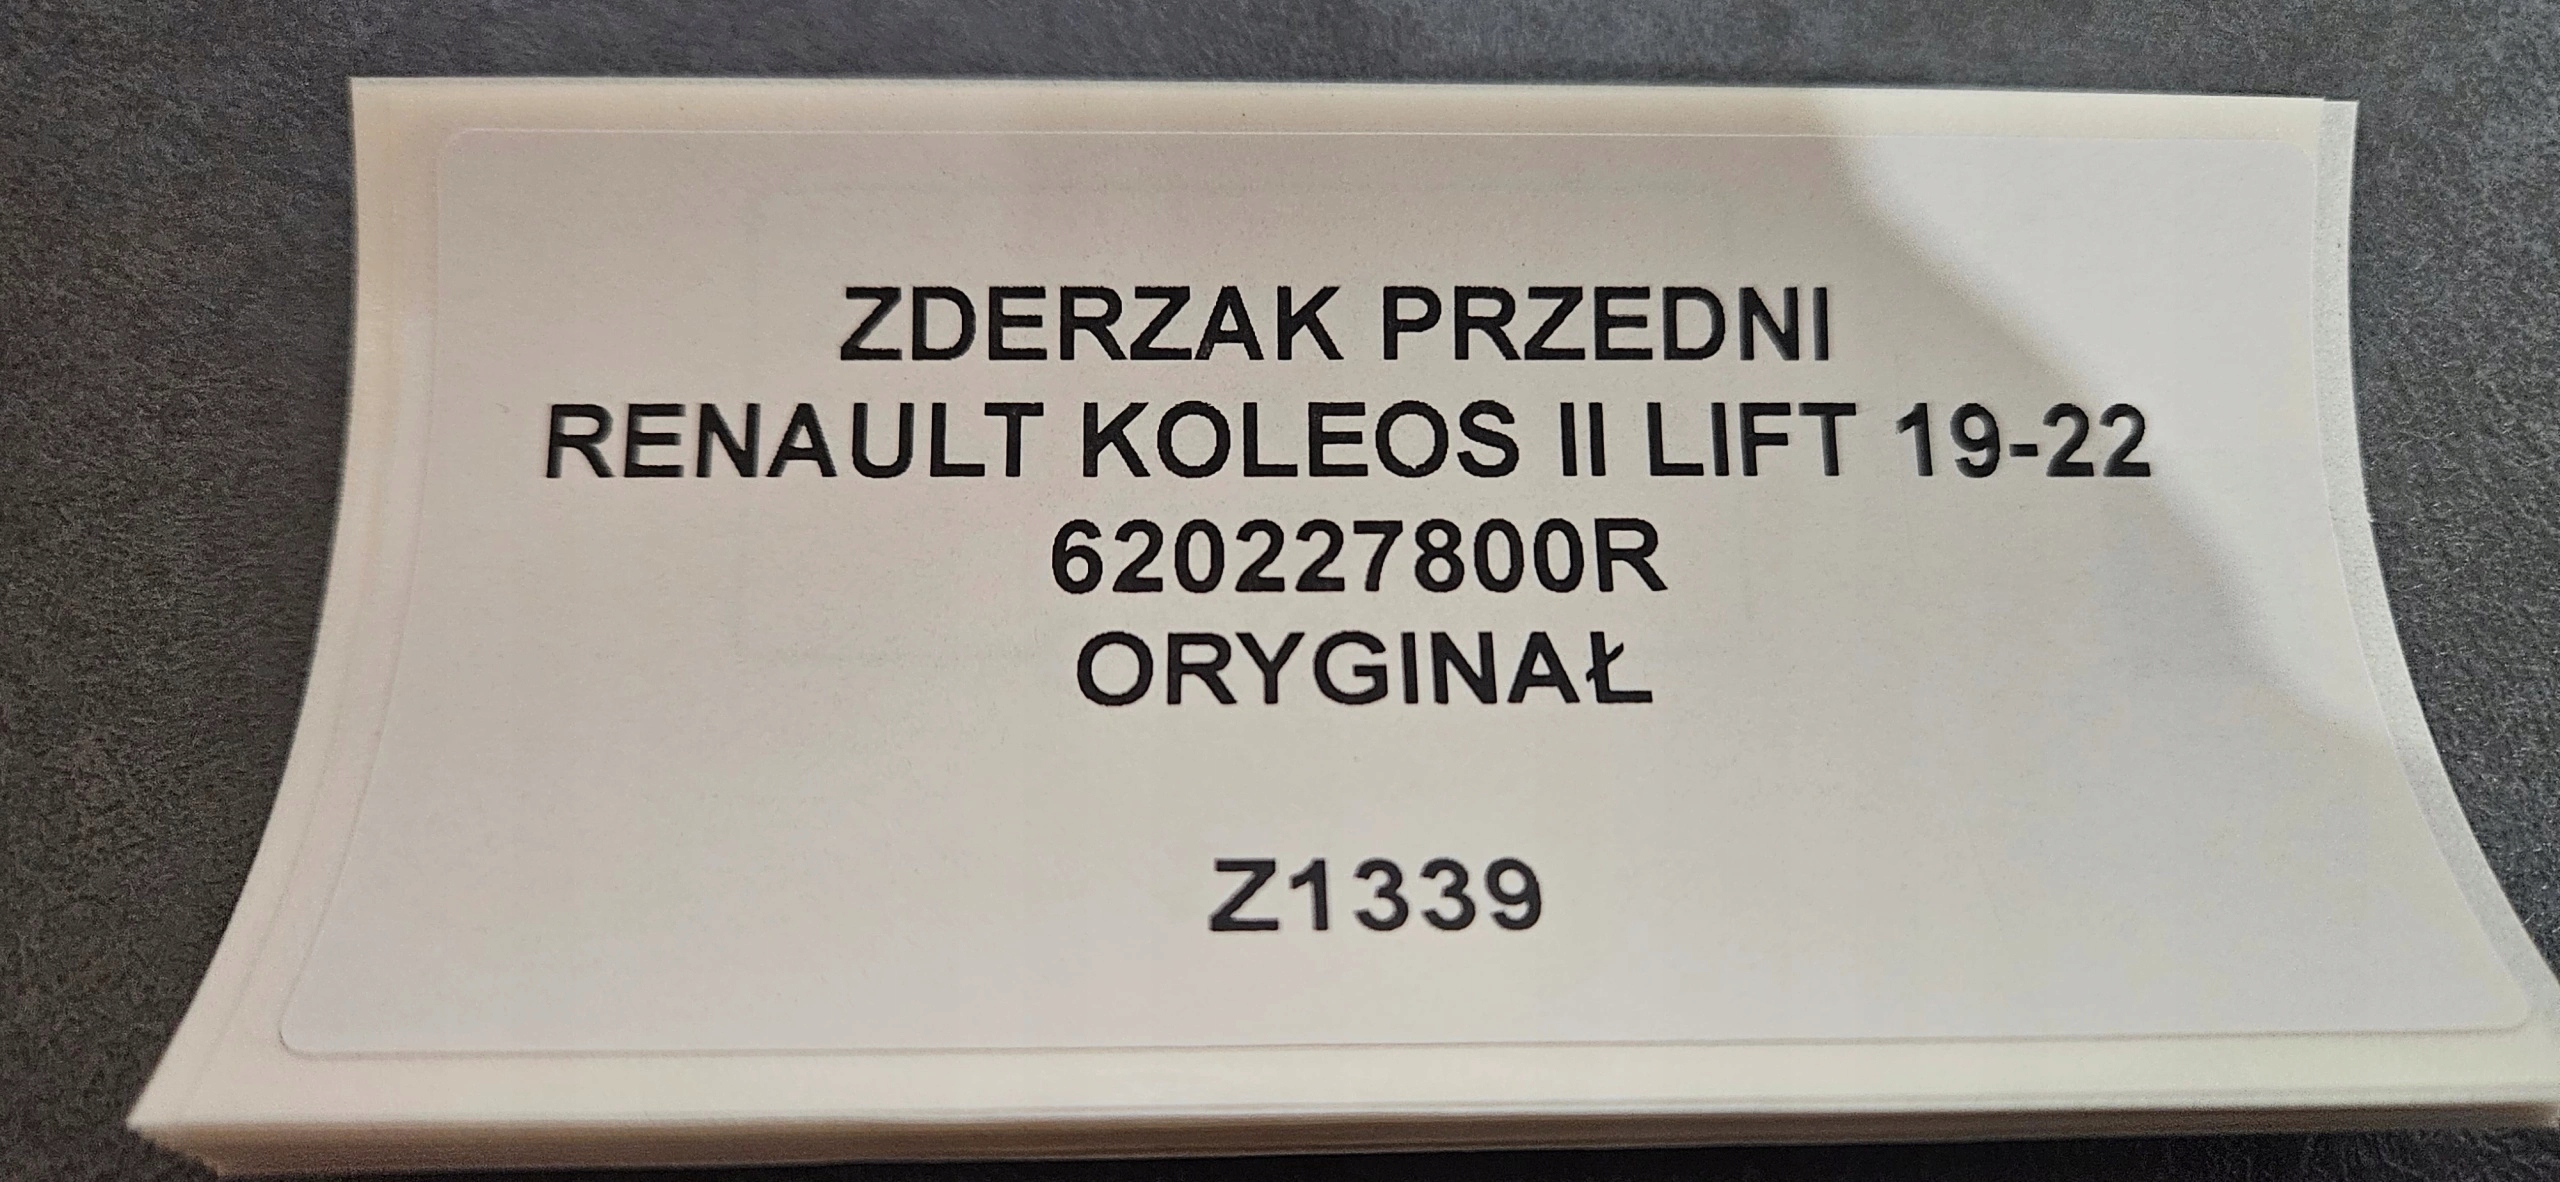 ZDERZAK PRZEDNI
RENAULT KOLEOS II LIFT 19-22
620227800R
ORYGINAŁ
Z1339